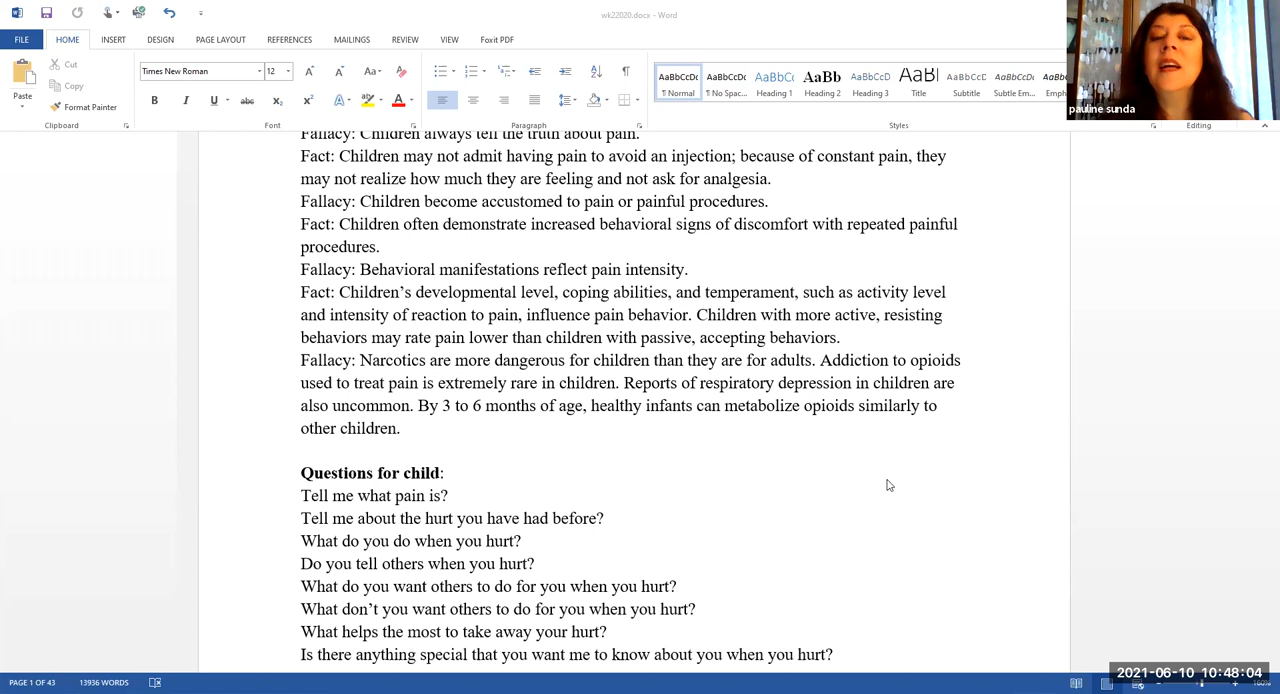 wk22020.docx - Word
FILE HOME INSERT DESIGN PAGE LAYOUT REFERENCES MAILINGS REVIEW VIEW Foxit PDF
Paste
Cut
Copy
Format Painter
Clipboard
Times New Roman 12
Font
Paragraph
AaBbCcDc AaBbCcDc AaBbCc AaBb AaBbCcD AaB AaBbCcD AaBbCcDc
¶ Normal ¶ No Spac... Heading 1 Heading 2 Heading 3 Title Subtitle Subtle Em...
Styles
Editing
pauline sunda
Fallacy: Children always tell the truth about pain.
Fact: Children may not admit having pain to avoid an injection; because of constant pain, they
may not realize how much they are feeling and not ask for analgesia.
Fallacy: Children become accustomed to pain or painful procedures.
Fact: Children often demonstrate increased behavioral signs of discomfort with repeated painful
procedures.
Fallacy: Behavioral manifestations reflect pain intensity.
Fact: Children’s developmental level, coping abilities, and temperament, such as activity level
and intensity of reaction to pain, influence pain behavior. Children with more active, resisting
behaviors may rate pain lower than children with passive, accepting behaviors.
Fallacy: Narcotics are more dangerous for children than they are for adults. Addiction to opioids
used to treat pain is extremely rare in children. Reports of respiratory depression in children are
also uncommon. By 3 to 6 months of age, healthy infants can metabolize opioids similarly to
other children.
Questions for child:
Tell me what pain is?
Tell me about the hurt you have had before?
What do you do when you hurt?
Do you tell others when you hurt?
What do you want others to do for you when you hurt?
What don’t you want others to do for you when you hurt?
What helps the most to take away your hurt?
Is there anything special that you want me to know about you when you hurt?
PAGE 1 OF 43 13936 WORDS
2021-06-10 10:48:04